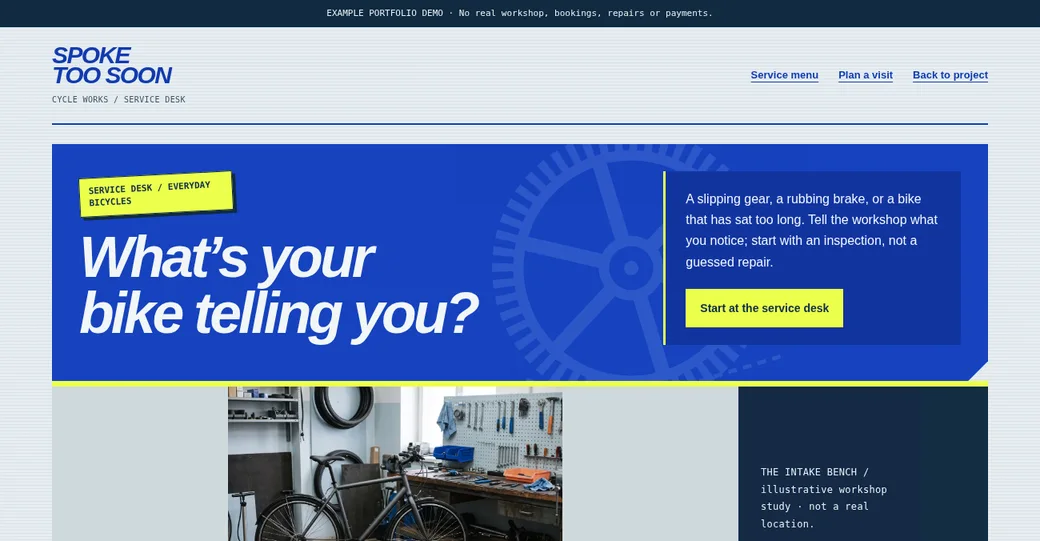 EXAMPLE PORTFOLIO DEMO · No real workshop, bookings, repairs or payments.
SPOKE
TOO SOON
CYCLE WORKS / SERVICE DESK
Service menu
Plan a visit
Back to project
SERVICE DESK / EVERYDAY
BICYCLES
What’s your
bike telling you?
A slipping gear, a rubbing brake, or a bike
that has sat too long. Tell the workshop what
you notice; start with an inspection, not a
guessed repair.
Start at the service desk
THE INTAKE BENCH /
illustrative workshop
study · not a real
location.